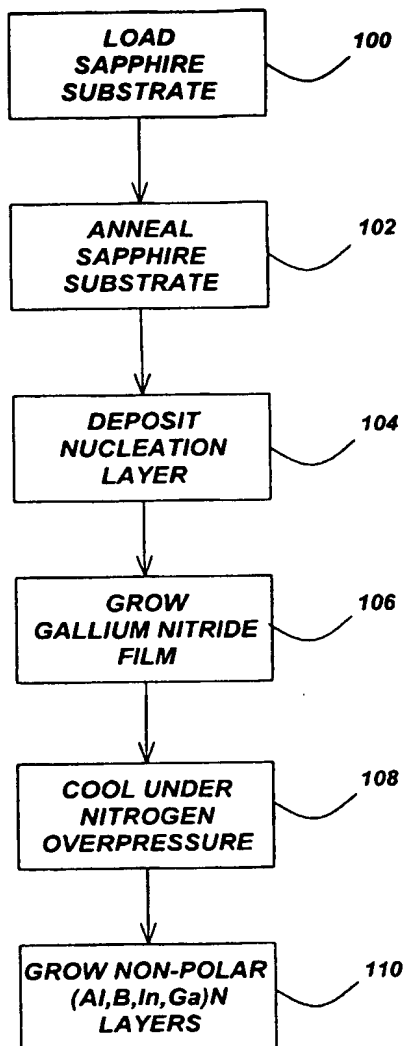 LOAD
SAPPHIRE
SUBSTRATE
100
ANNEAL
SAPPHIRE
SUBSTRATE
102
DEPOSIT
NUCLEATION
LAYER
104
GROW
GALLIUM NITRIDE
FILM
106
COOL UNDER
NITROGEN
OVERPRESSURE
108
GROW NON-POLAR
(Al,B,In,Ga)N
LAYERS
110